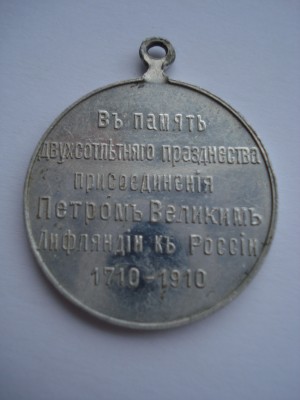 Въ память
двухсотлѣтняго празднества
присоединенія
Петромъ Великимъ
Лифляндіи къ Россіи
1710-1910